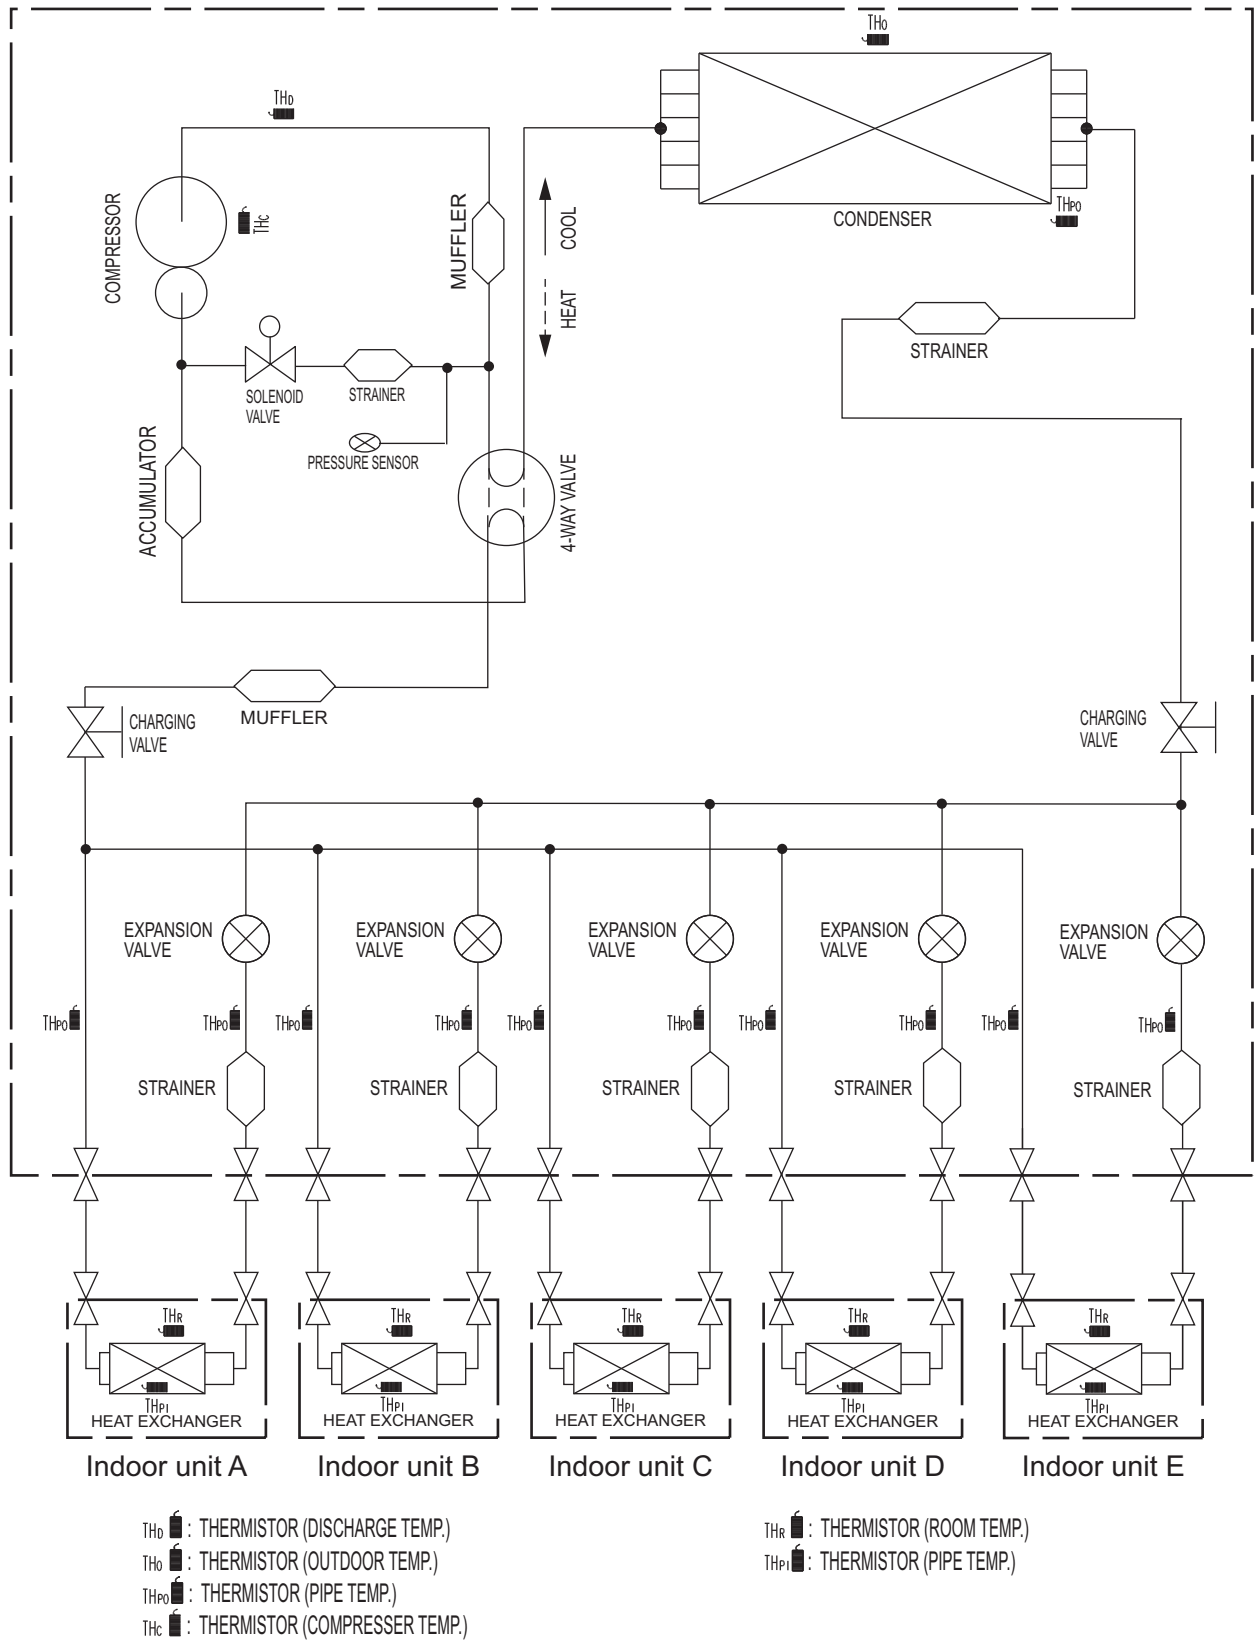 THO
THD
COMPRESSOR
THC
MUFFLER
COOL
HEAT
CONDENSER
THPO
STRAINER
SOLENOID
VALVE
STRAINER
PRESSURE SENSOR
ACCUMULATOR
4-WAY VALVE
MUFFLER
CHARGING
VALVE
CHARGING
VALVE
EXPANSION
VALVE
EXPANSION
VALVE
EXPANSION
VALVE
EXPANSION
VALVE
EXPANSION
VALVE
THPO
THPO
THPO
THPO
THPO
THPO
THPO
THPO
THPO
THPO
STRAINER
STRAINER
STRAINER
STRAINER
STRAINER
THR
THR
THR
THR
THR
THPI
THPI
THPI
THPI
THPI
HEAT EXCHANGER
HEAT EXCHANGER
HEAT EXCHANGER
HEAT EXCHANGER
HEAT EXCHANGER
Indoor unit A
Indoor unit B
Indoor unit C
Indoor unit D
Indoor unit E
THD : THERMISTOR (DISCHARGE TEMP.)
THO : THERMISTOR (OUTDOOR TEMP.)
THPO : THERMISTOR (PIPE TEMP.)
THC : THERMISTOR (COMPRESSER TEMP.)
THR : THERMISTOR (ROOM TEMP.)
THPI : THERMISTOR (PIPE TEMP.)